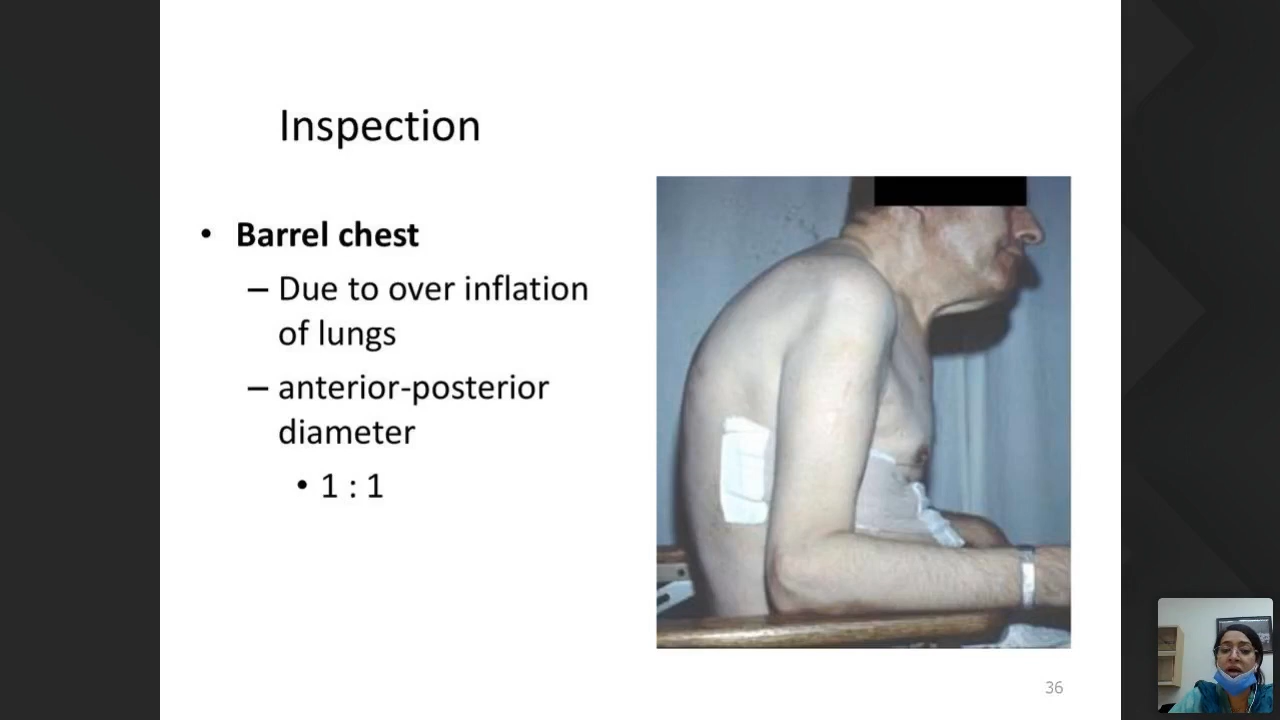 Inspection
• Barrel chest
– Due to over inflation
of lungs
– anterior-posterior
diameter
• 1 : 1
36